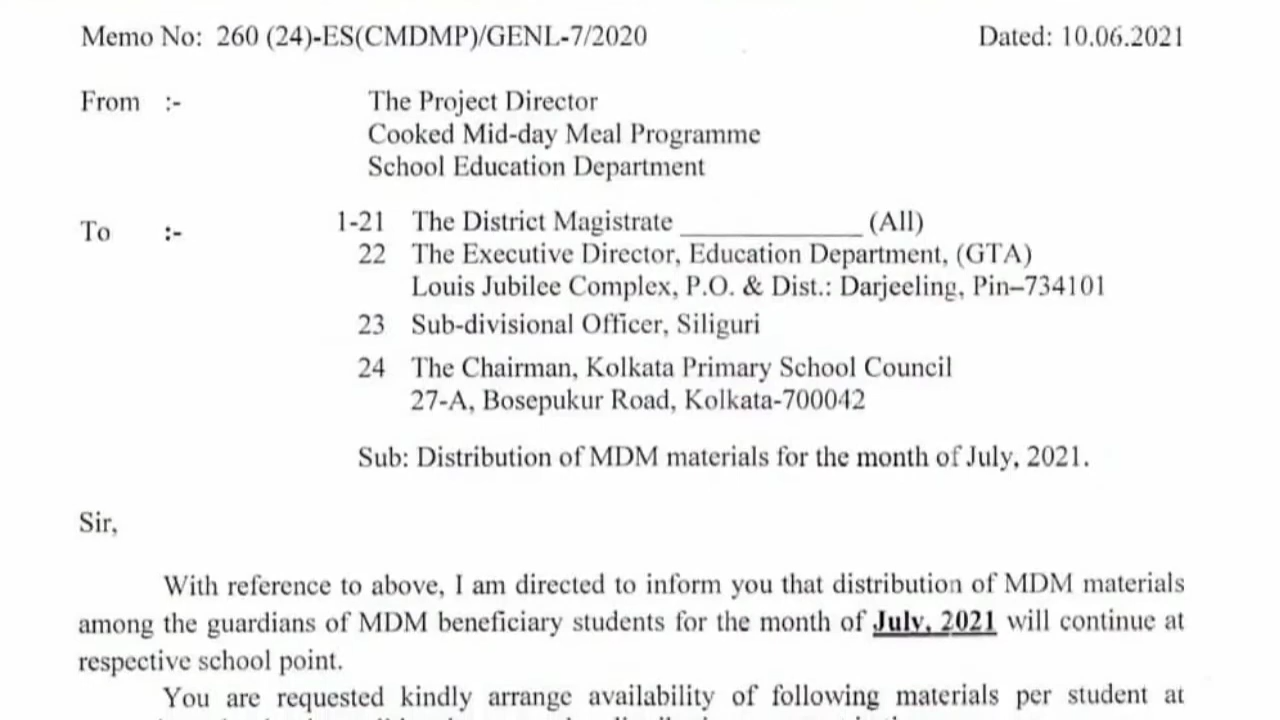 Memo No: 260 (24)-ES(CMDMP)/GENL-7/2020 Dated: 10.06.2021
From :- The Project Director
Cooked Mid-day Meal Programme
School Education Department
To :- 1-21 The District Magistrate _____________ (All)
22 The Executive Director, Education Department, (GTA)
Louis Jubilee Complex, P.O. & Dist.: Darjeeling, Pin–734101
23 Sub-divisional Officer, Siliguri
24 The Chairman, Kolkata Primary School Council
27-A, Bosepukur Road, Kolkata-700042
Sub: Distribution of MDM materials for the month of July, 2021.
Sir,
With reference to above, I am directed to inform you that distribution of MDM materials
among the guardians of MDM beneficiary students for the month of July, 2021 will continue at
respective school point.
You are requested kindly arrange availability of following materials per student at